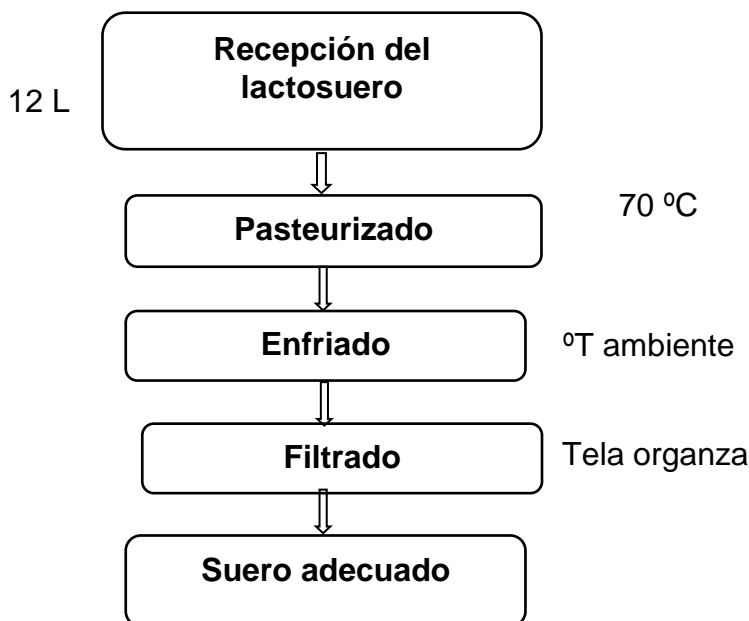 Recepción del
lactosuero
12 L
70 ºC
Pasteurizado
Enfriado
ºT ambiente
Filtrado
Tela organza
Suero adecuado